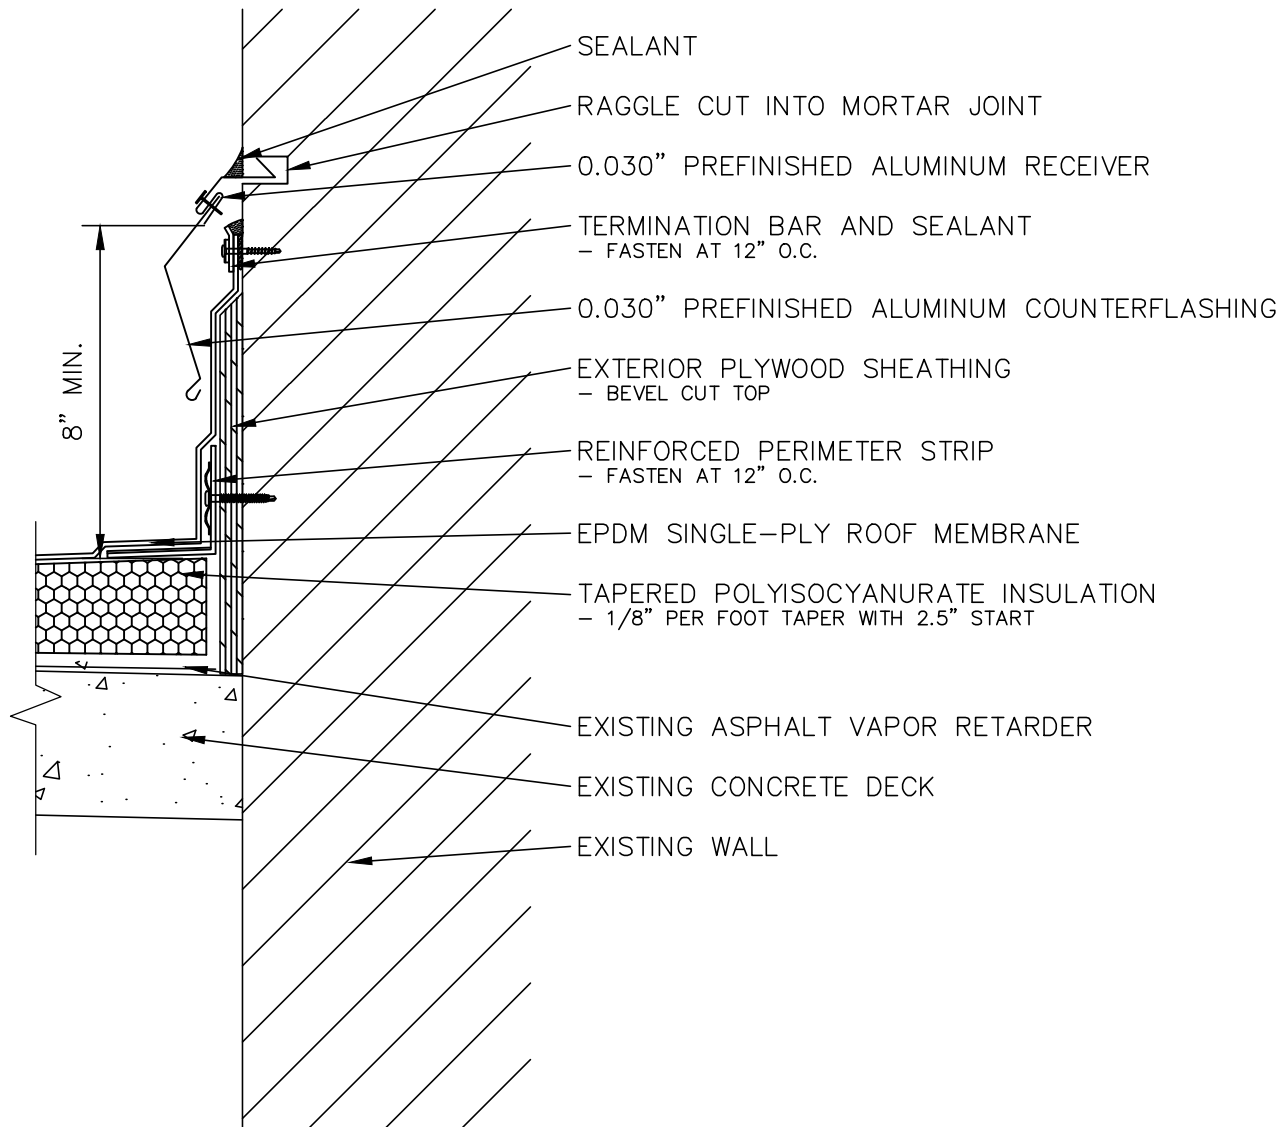 SEALANT
RAGGLE CUT INTO MORTAR JOINT
0.030” PREFINISHED ALUMINUM RECEIVER
TERMINATION BAR AND SEALANT
– FASTEN AT 12” O.C.
0.030” PREFINISHED ALUMINUM COUNTERFLASHING
8” MIN.
EXTERIOR PLYWOOD SHEATHING
– BEVEL CUT TOP
REINFORCED PERIMETER STRIP
– FASTEN AT 12” O.C.
EPDM SINGLE–PLY ROOF MEMBRANE
TAPERED POLYISOCYANURATE INSULATION
– 1/8” PER FOOT TAPER WITH 2.5” START
EXISTING ASPHALT VAPOR RETARDER
EXISTING CONCRETE DECK
EXISTING WALL